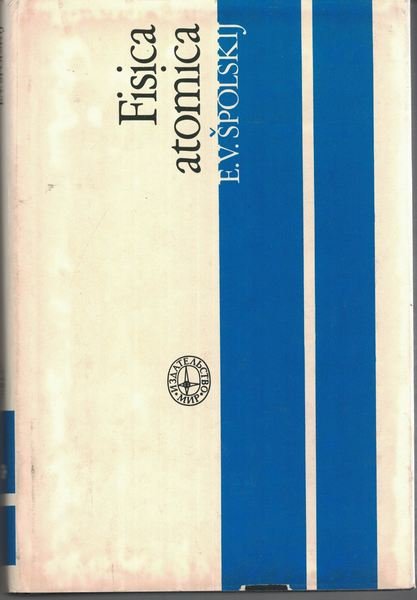 Fisica
atomica
E.V. ŠPOLSKIJ
ИЗДАТЕЛЬСТВО
МИР